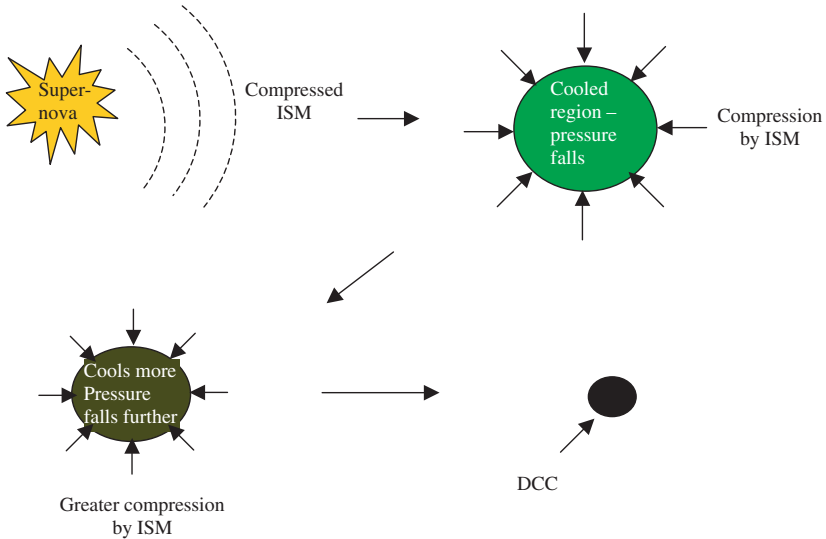 Super-
nova
Compressed
ISM
Cooled
region –
pressure
falls
Compression
by ISM
Cools more
Pressure
falls further
Greater compression
by ISM
DCC